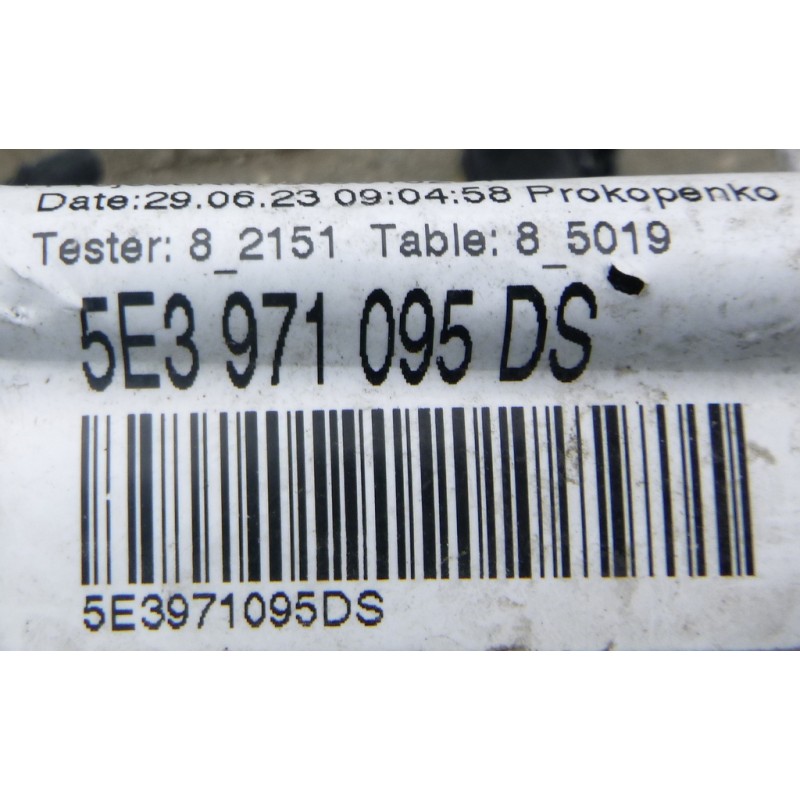 Date:29.06.23 09:04:58 Prokopenko
Tester: 8_2151 Table: 8_5019
5E3 971 095 DS
5E3971095DS